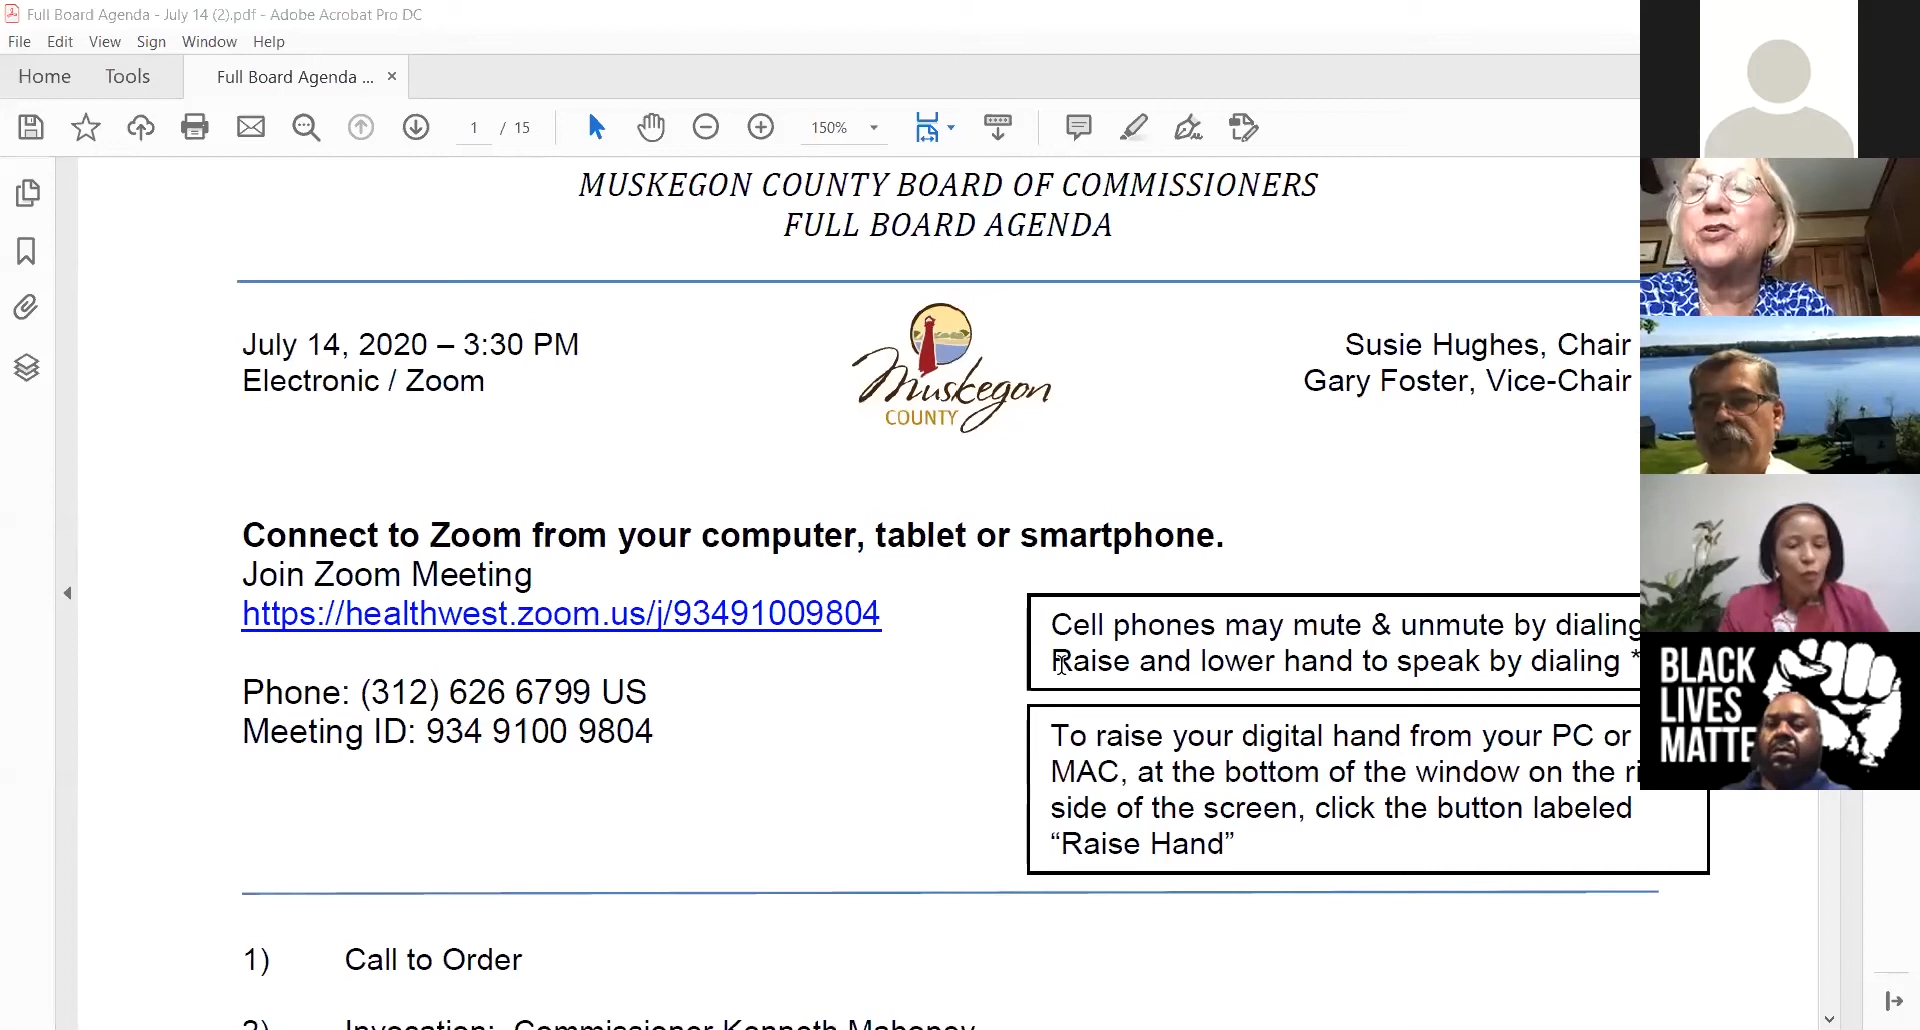 Full Board Agenda - July 14 (2).pdf - Adobe Acrobat Pro DC
File Edit View Sign Window Help
Home Tools Full Board Agenda ... ×
1 / 15 150%
MUSKEGON COUNTY BOARD OF COMMISSIONERS
FULL BOARD AGENDA
July 14, 2020 – 3:30 PM
Electronic / Zoom
Muskegon
COUNTY
Susie Hughes, Chair
Gary Foster, Vice-Chair
Connect to Zoom from your computer, tablet or smartphone.
Join Zoom Meeting
https://healthwest.zoom.us/j/93491009804
Phone: (312) 626 6799 US
Meeting ID: 934 9100 9804
Cell phones may mute & unmute by dialing
Raise and lower hand to speak by dialing *
To raise your digital hand from your PC or
MAC, at the bottom of the window on the ri
side of the screen, click the button labeled
“Raise Hand”
BLACK
LIVES
MATTE
1) Call to Order
2) Invocation: Commissioner Kenneth Mahoney